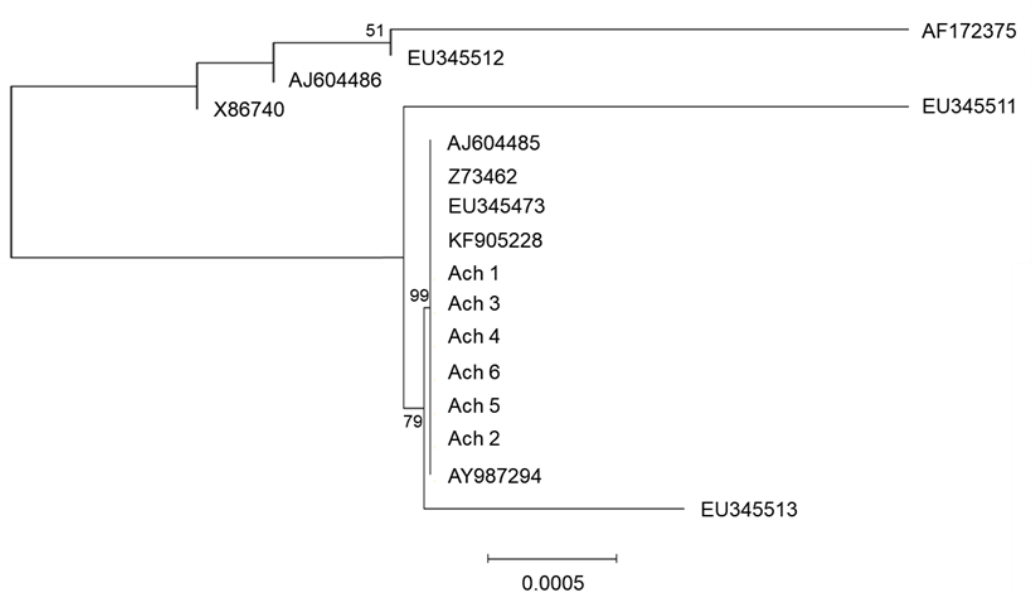 51
AF172375
EU345512
AJ604486
X86740
EU345511
AJ604485
Z73462
EU345473
KF905228
Ach 1
99
Ach 3
Ach 4
Ach 6
Ach 5
79
Ach 2
AY987294
EU345513
0.0005